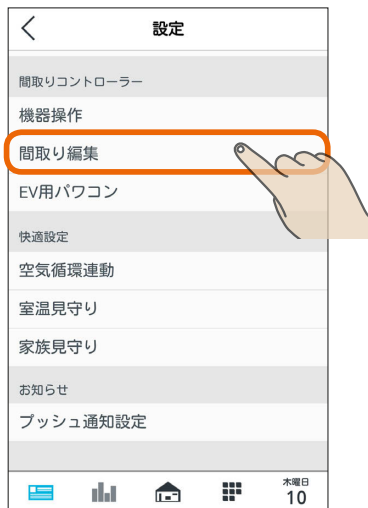 設定
間取りコントローラー
機器操作
間取り編集
EV用パワコン
快適設定
空気循環連動
室温見守り
家族見守り
お知らせ
プッシュ通知設定
木曜日
10